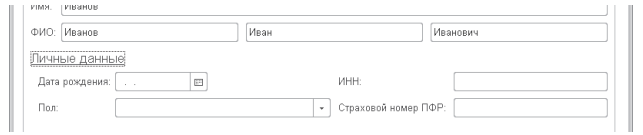 Имя: Иванов
ФИО: Иванов Иван Иванович
Личные данные
Дата рождения: . . ИНН:
Пол: Страховой номер ПФР: